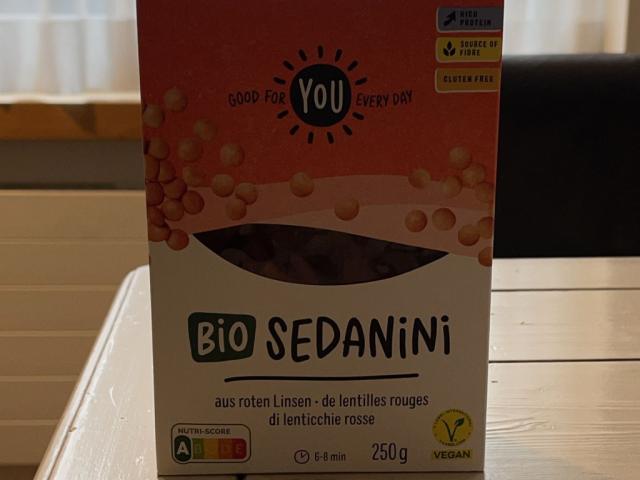 HIGH
PROTEIN
SOURCE OF
FIBRE
GLUTEN FREE
GOOD FOR YOU EVERY DAY
BiO SEDANiNi
aus roten Linsen · de lentilles rouges
di lenticchie rosse
NUTRI-SCORE
A B C D E
6-8 min
250g
VEGAN